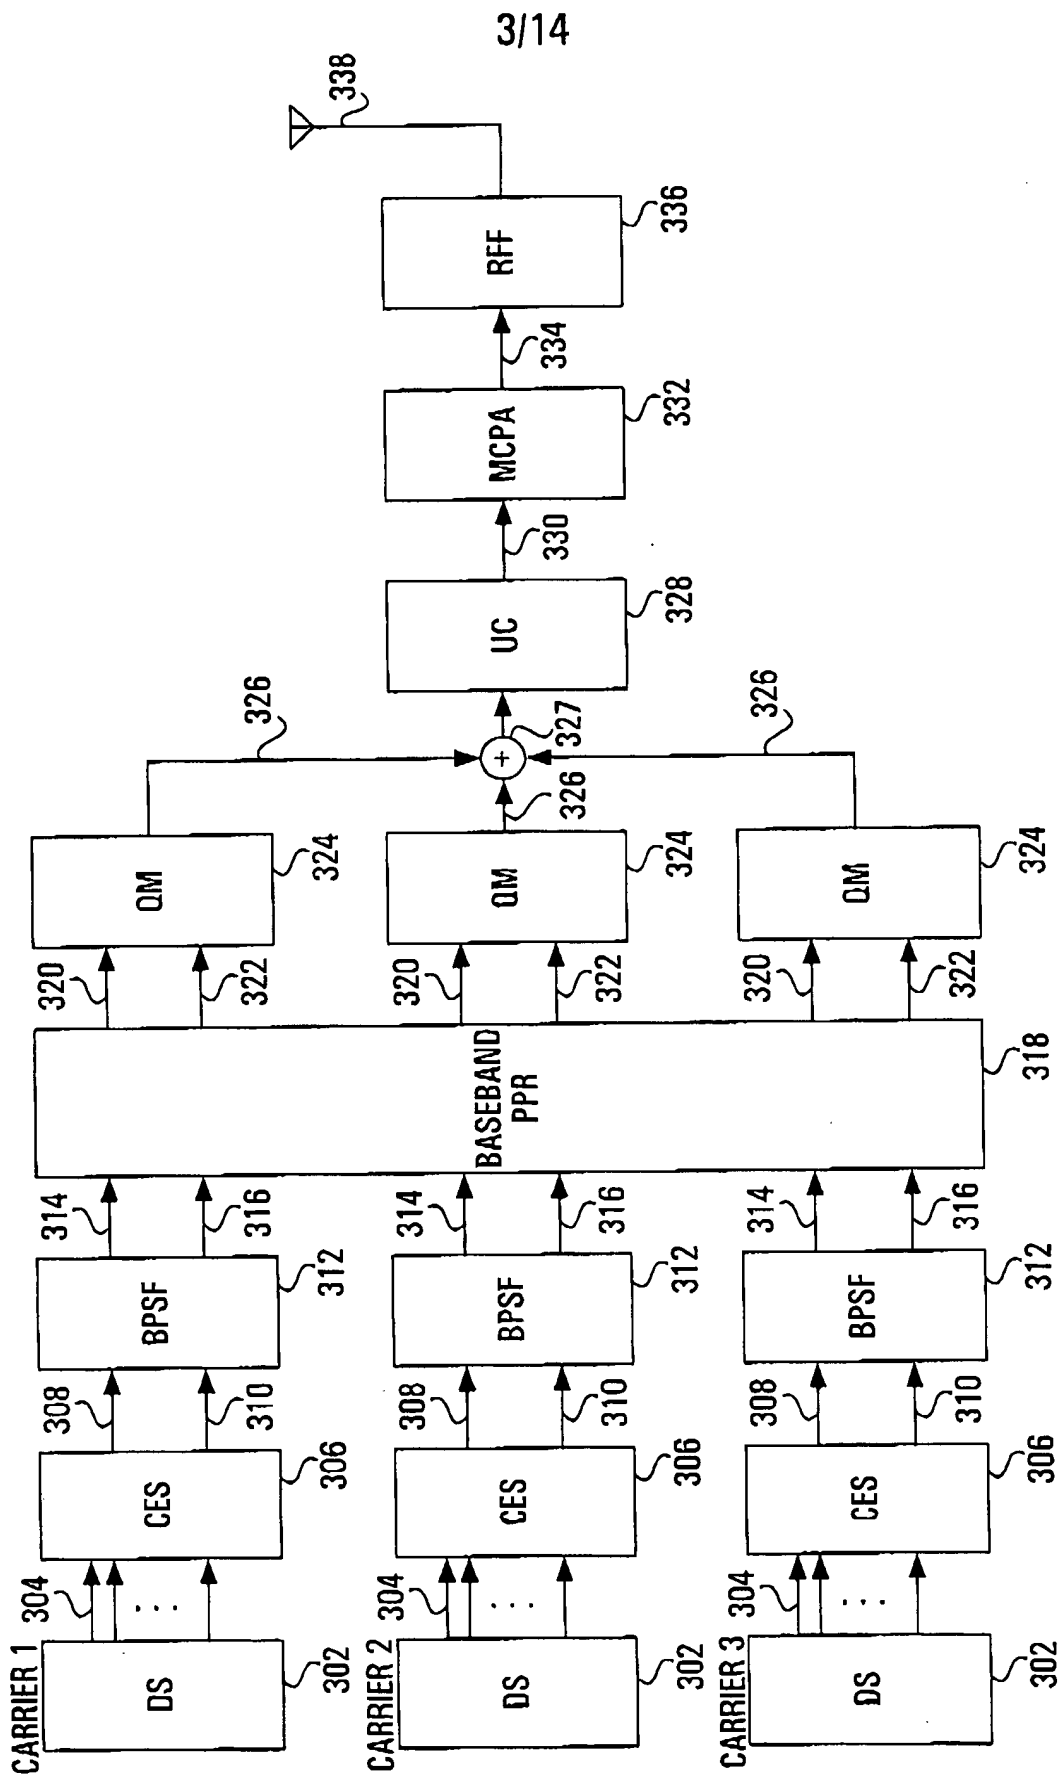 3/14
CARRIER 1
DS
302
304
. . .
CES
306
308
310
BPSF
312
314
316
CARRIER 2
DS
302
304
. . .
CES
306
308
310
BPSF
312
314
316
CARRIER 3
DS
302
304
. . .
CES
306
308
310
BPSF
312
314
316
BASEBAND
PPR
318
320
322
QM
324
326
320
322
QM
324
326
320
322
QM
324
326
+
327
UC
328
330
MCPA
332
334
RFF
336
338